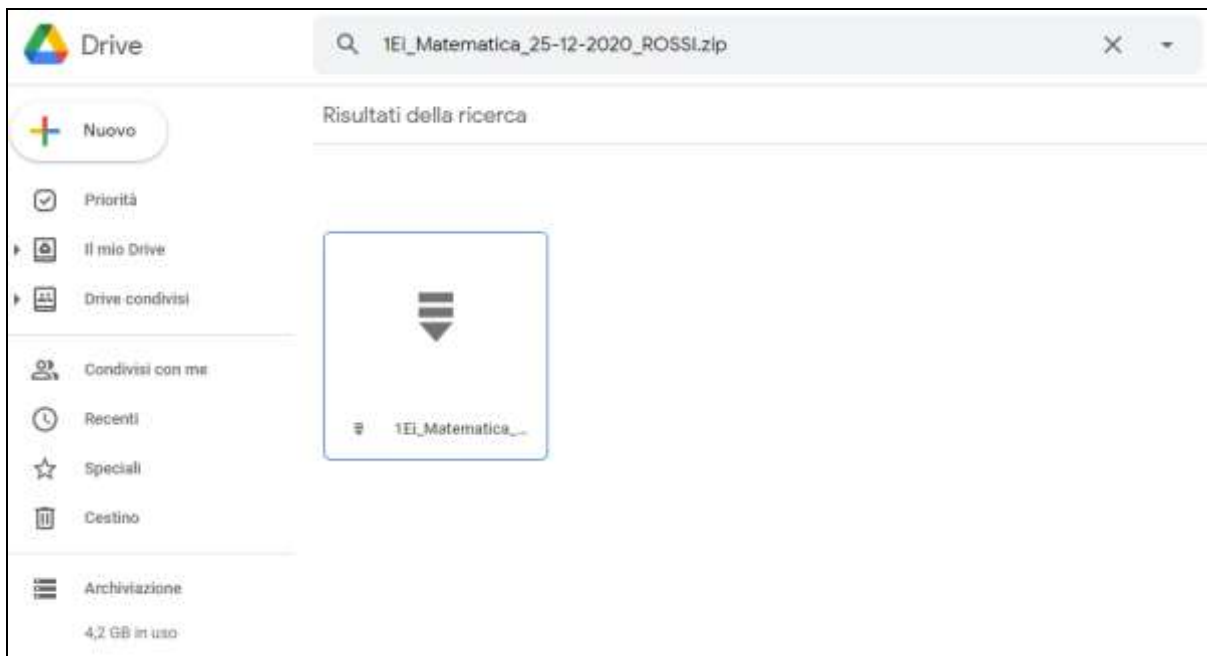 Drive
1Ei_Matematica_25-12-2020_ROSSI.zip
Nuovo
Risultati della ricerca
Priorità
Il mio Drive
Drive condivisi
Condivisi con me
Recenti
1Ei_Matematica_...
Speciali
Cestino
Archiviazione
4,2 GB in uso